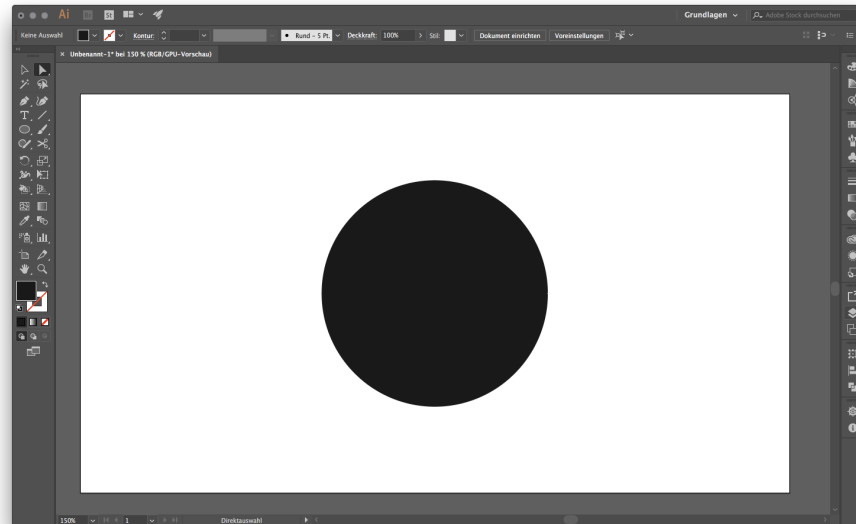 Ai Br St Grundlagen Adobe Stock durchsuchen
Keine Auswahl Kontur: Rund - 5 Pt. Deckkraft: 100% Stil: Dokument einrichten Voreinstellungen
× Unbenannt-1* bei 150 % (RGB/GPU-Vorschau)
150% 1 Direktauswahl